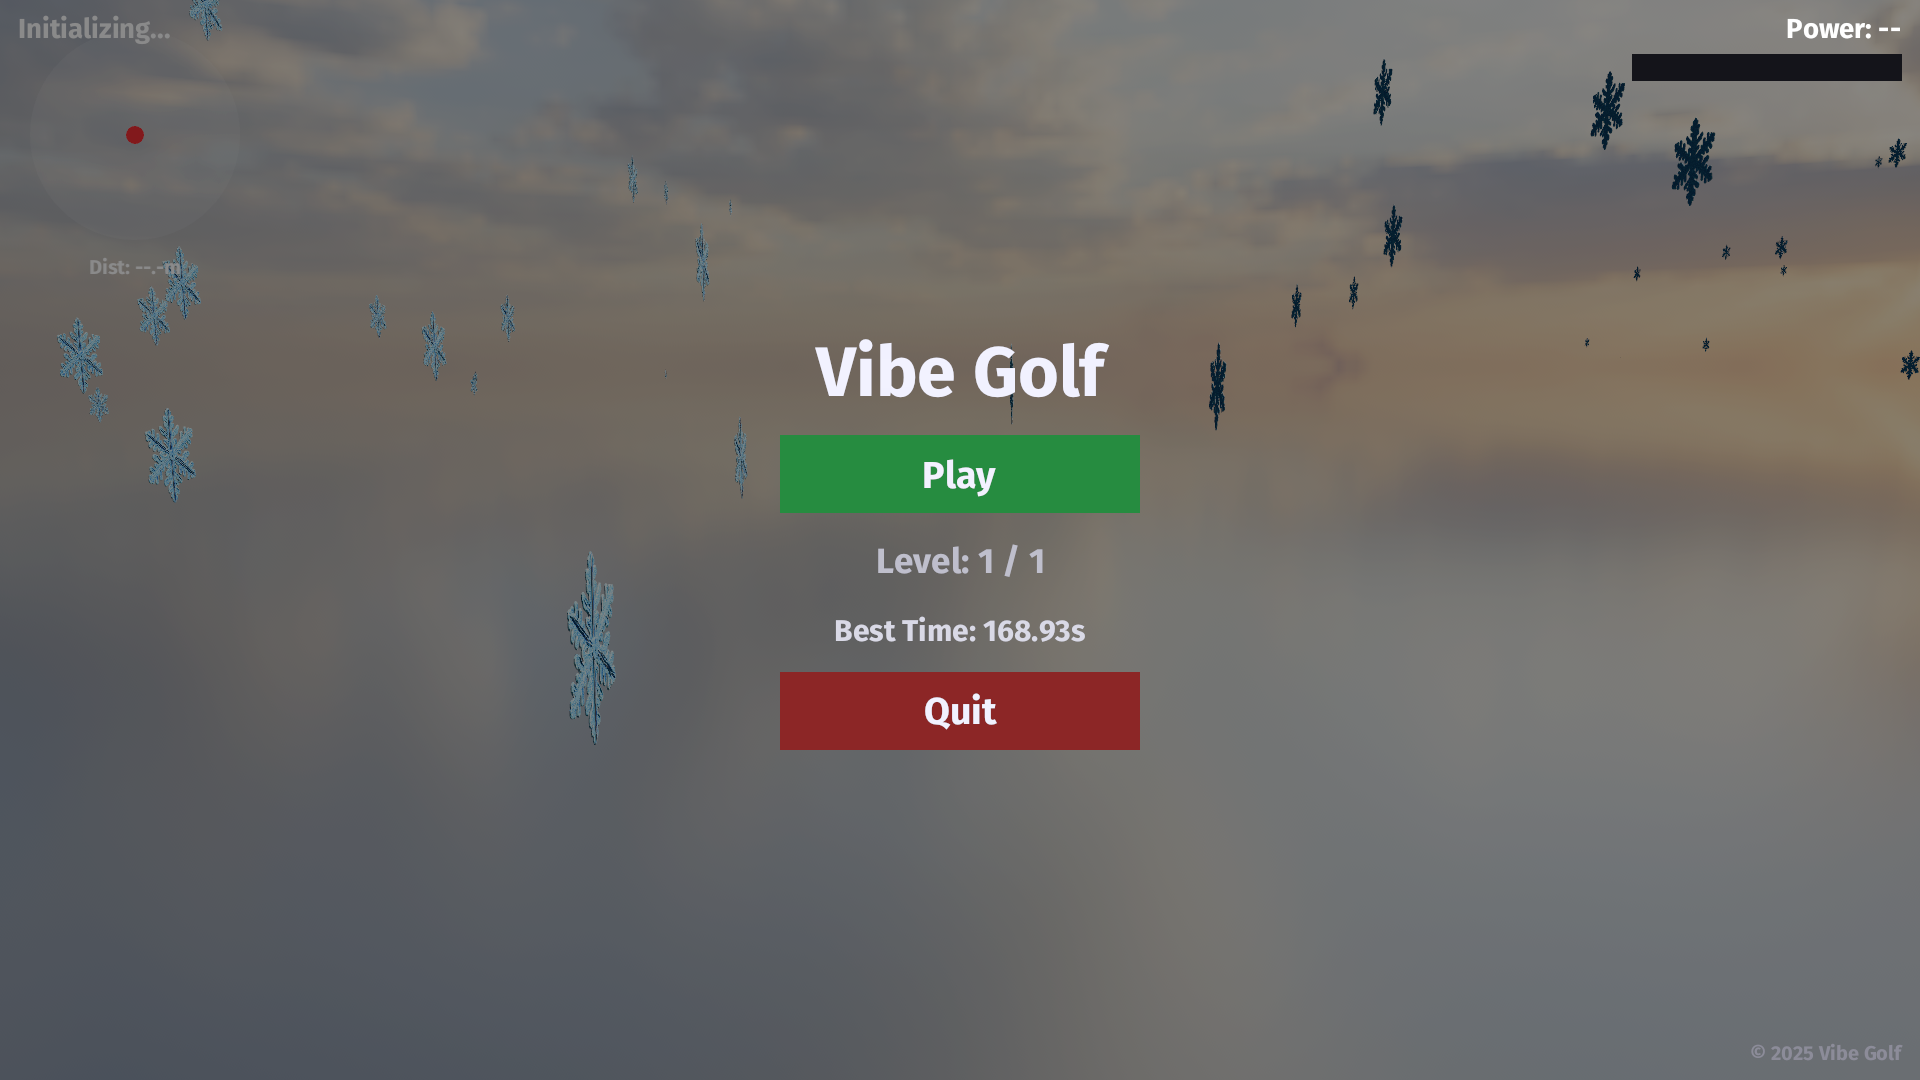 Initializing...
Power: --
Dist: --.-m
Vibe Golf
Play
Level: 1 / 1
Best Time: 168.93s
Quit
© 2025 Vibe Golf